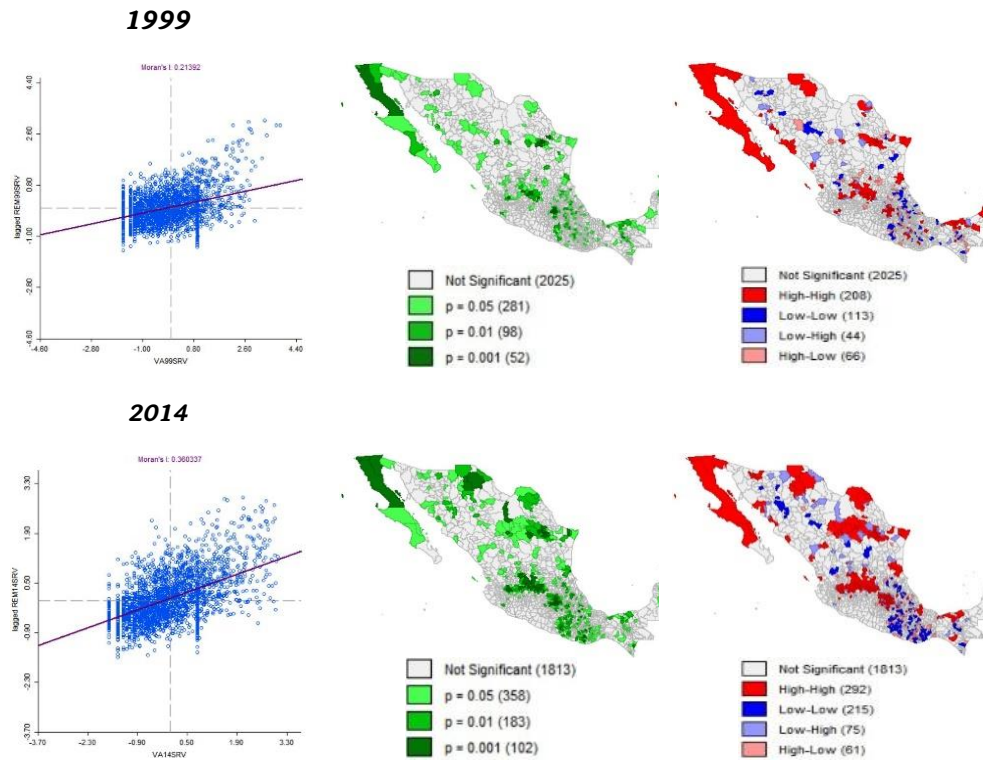 1999
Moran's I: 0.21392
lagged REM99SRV
4.40
2.60
0.80
-1.00
-2.80
-4.60
-4.60 -2.80 -1.00 0.80 2.60 4.40
VA99SRV
Not Significant (2025)
p = 0.05 (281)
p = 0.01 (98)
p = 0.001 (52)
Not Significant (2025)
High-High (208)
Low-Low (113)
Low-High (44)
High-Low (66)
2014
Moran's I: 0.360337
lagged REM14SRV
3.30
1.90
0.50
-0.90
-2.30
-3.70
-3.70 -2.30 -0.90 0.50 1.90 3.30
VA14SRV
Not Significant (1813)
p = 0.05 (358)
p = 0.01 (183)
p = 0.001 (102)
Not Significant (1813)
High-High (292)
Low-Low (215)
Low-High (75)
High-Low (61)